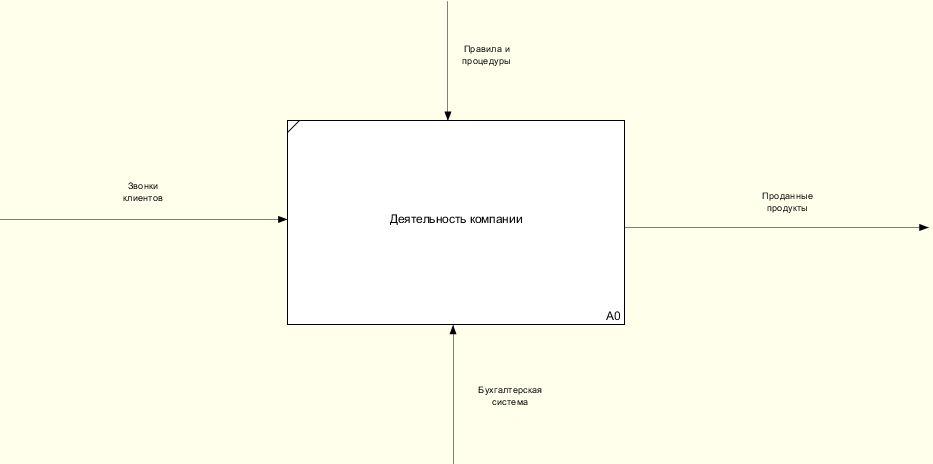 Правила и
процедуры
Звонки
клиентов
Проданные
продукты
Деятельность компании
A0
Бухгалтерская
система